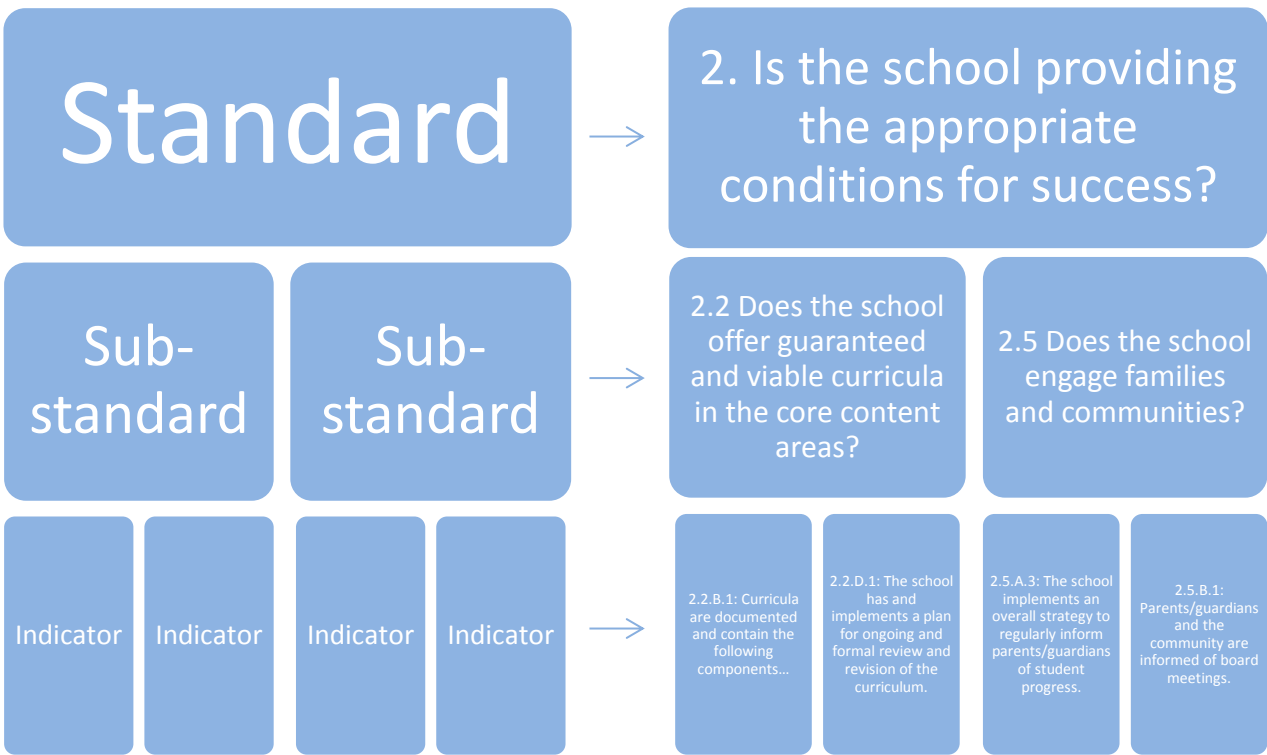 Standard
2. Is the school providing
the appropriate
conditions for success?
Sub-
standard
Sub-
standard
2.2 Does the school
offer guaranteed
and viable curricula
in the core content
areas?
2.5 Does the school
engage families
and communities?
Indicator
Indicator
Indicator
Indicator
2.2.B.1: Curricula
are documented
and contain the
following
components…
2.2.D.1: The school
has and
implements a plan
for ongoing and
formal review and
revision of the
curriculum.
2.5.A.3: The school
implements an
overall strategy to
regularly inform
parents/guardians
of student
progress.
2.5.B.1:
Parents/guardians
and the
community are
informed of board
meetings.